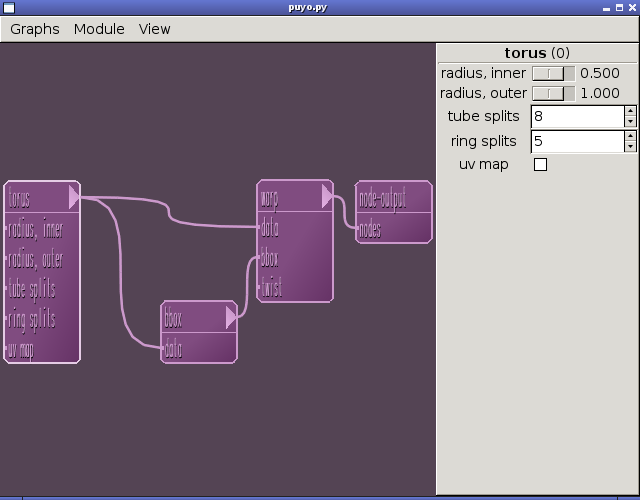 puyo.py
Graphs Module View
torus (0)
radius, inner 0.500
radius, outer 1.000
tube splits 8
ring splits 5
uv map
torus
radius, inner
radius, outer
tube splits
ring splits
uv map
bbox
data
warp
data
bbox
twist
node-output
nodes